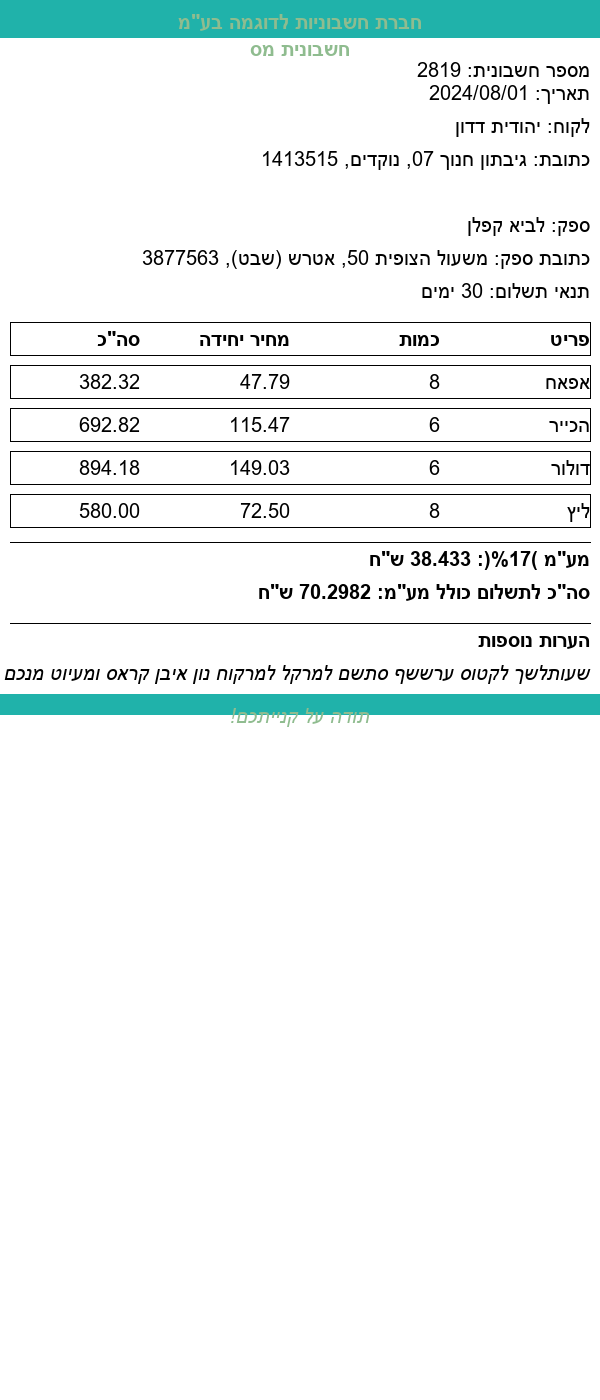 חברת חשבוניות לדוגמה בע"מ
חשבונית מס
מספר חשבונית: 2819
תאריך: 2024/08/01
לקוח: יהודית דדון
כתובת: גיבתון חנוך 07, נוקדים, 1413515
ספק: לביא קפלן
כתובת ספק: משעול הצופית 50, אטרש (שבט), 3877563
תנאי תשלום: 30 ימים
פריט כמות מחיר יחידה סה"כ
אפאח 8 47.79 382.32
הכייר 6 115.47 692.82
דולור 6 149.03 894.18
ליץ 8 72.50 580.00
מע"מ )17%(: 38.433 ש"ח
סה"כ לתשלום כולל מע"מ: 70.2982 ש"ח
הערות נוספות
שעותלשך לקטוס ערששף סתשם למרקל למרקוח נון איבן קראס ומעיוט מנכם
תודה על קנייתכם!